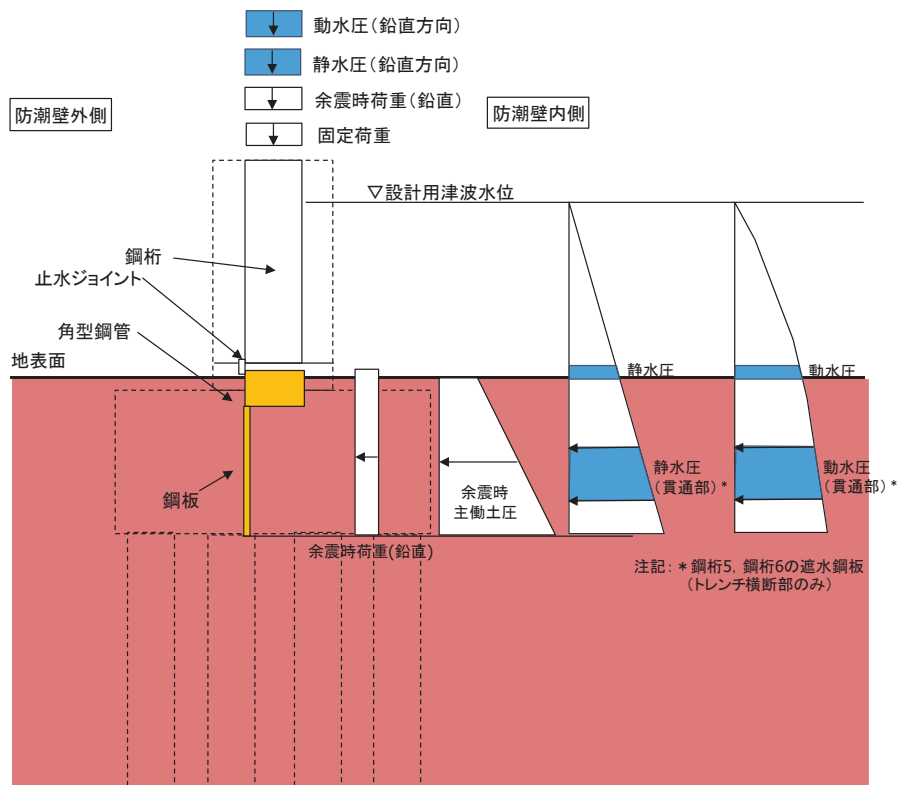 動水圧(鉛直方向)
静水圧(鉛直方向)
余震時荷重(鉛直)
固定荷重
防潮壁外側
防潮壁内側
▽設計用津波水位
鋼桁
止水ジョイント
角型鋼管
地表面
静水圧
動水圧
鋼板
余震時
主働土圧
静水圧
(貫通部)*
動水圧
(貫通部)*
余震時荷重(鉛直)
注記:*鋼桁5,鋼桁6の遮水鋼板
(トレンチ横断部のみ)